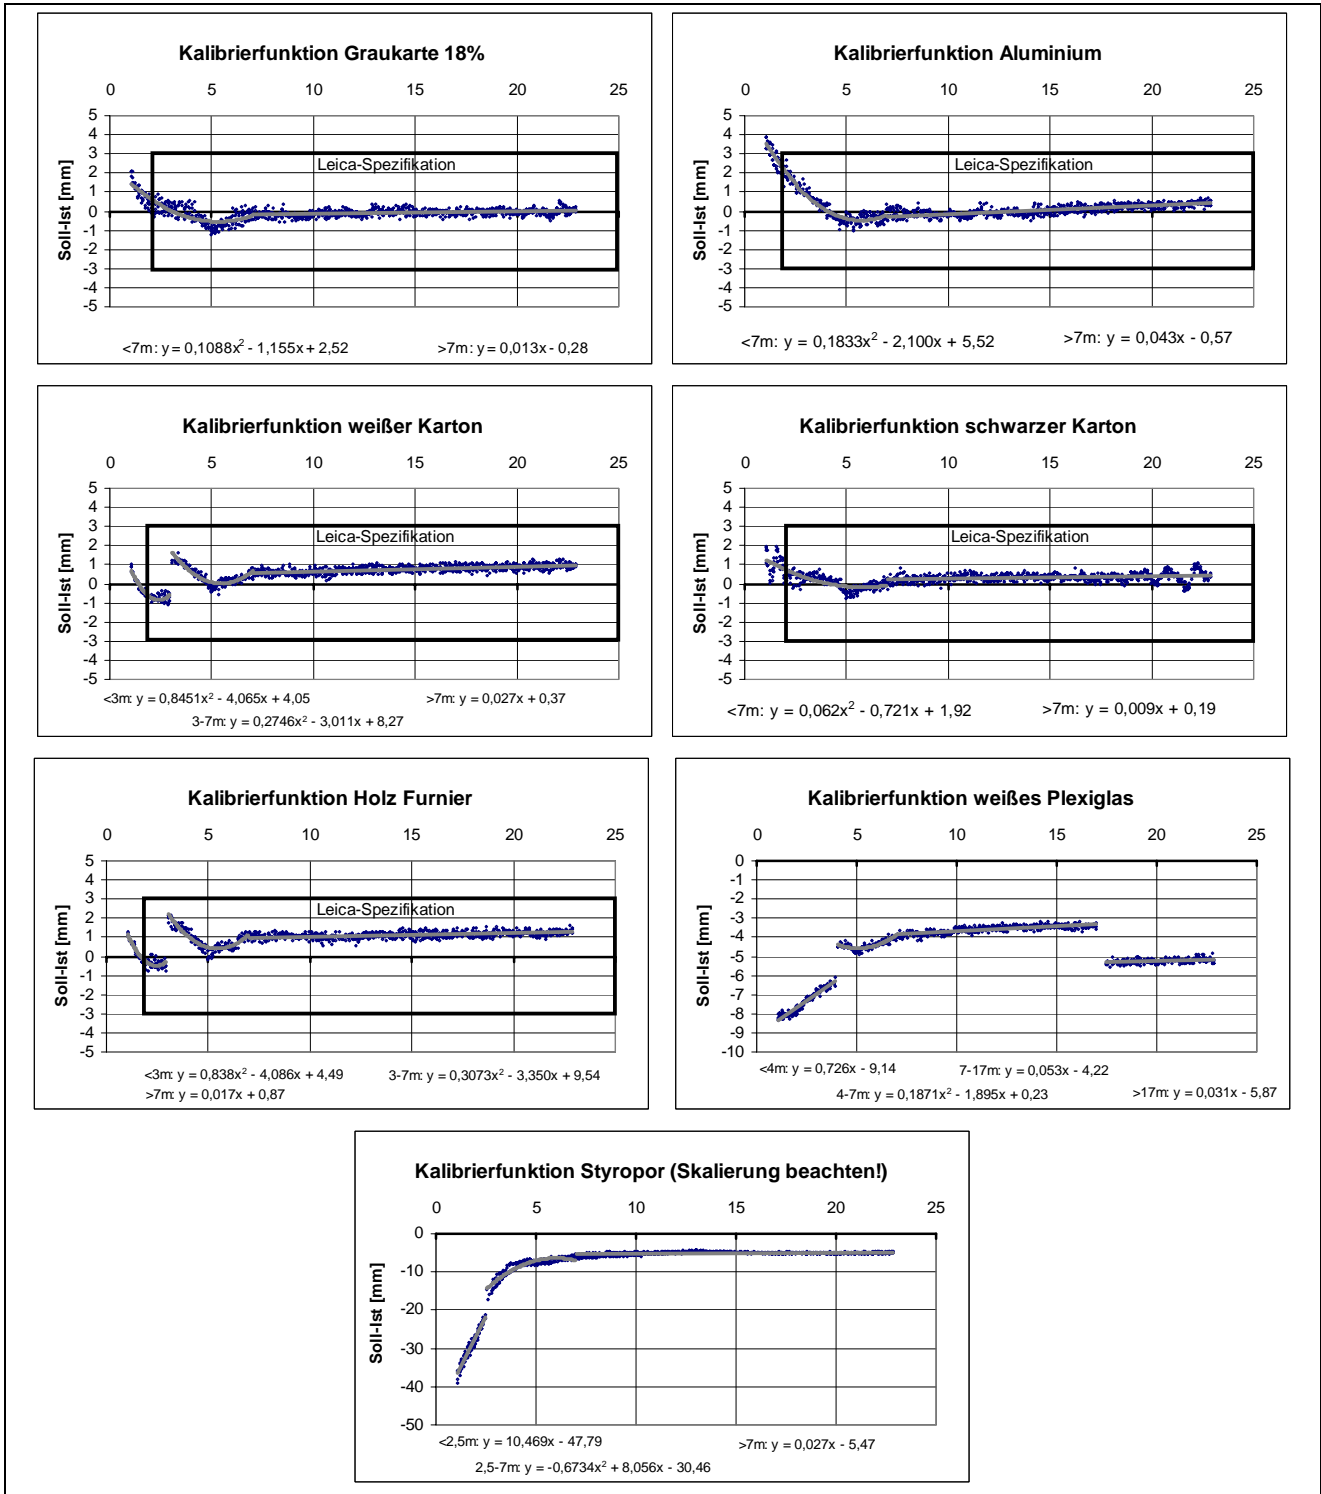 Kalibrierfunktion Graukarte 18%
0 5 10 15 20 25
Soll-Ist [mm]
5
4
3
2
1
0
-1
-2
-3
-4
-5
Leica-Spezifikation
<7m: y = 0,1088x² - 1,155x + 2,52 >7m: y = 0,013x - 0,28
Kalibrierfunktion Aluminium
0 5 10 15 20 25
Soll-Ist [mm]
5
4
3
2
1
0
-1
-2
-3
-4
-5
Leica-Spezifikation
<7m: y = 0,1833x² - 2,100x + 5,52 >7m: y = 0,043x - 0,57
Kalibrierfunktion weißer Karton
0 5 10 15 20 25
Soll-Ist [mm]
5
4
3
2
1
0
-1
-2
-3
-4
-5
Leica-Spezifikation
<3m: y = 0,8451x² - 4,065x + 4,05 >7m: y = 0,027x + 0,37
3-7m: y = 0,2746x² - 3,011x + 8,27
Kalibrierfunktion schwarzer Karton
0 5 10 15 20 25
Soll-Ist [mm]
5
4
3
2
1
0
-1
-2
-3
-4
-5
Leica-Spezifikation
<7m: y = 0,062x² - 0,721x + 1,92 >7m: y = 0,009x + 0,19
Kalibrierfunktion Holz Furnier
0 5 10 15 20 25
Soll-Ist [mm]
5
4
3
2
1
0
-1
-2
-3
-4
-5
Leica-Spezifikation
<3m: y = 0,838x² - 4,086x + 4,49 3-7m: y = 0,3073x² - 3,350x + 9,54
>7m: y = 0,017x + 0,87
Kalibrierfunktion weißes Plexiglas
0 5 10 15 20 25
Soll-Ist [mm]
0
-1
-2
-3
-4
-5
-6
-7
-8
-9
-10
<4m: y = 0,726x - 9,14 7-17m: y = 0,053x - 4,22
4-7m: y = 0,1871x² - 1,895x + 0,23 >17m: y = 0,031x - 5,87
Kalibrierfunktion Styropor (Skalierung beachten!)
0 5 10 15 20 25
Soll-Ist [mm]
0
-10
-20
-30
-40
-50
<2,5m: y = 10,469x - 47,79 >7m: y = 0,027x - 5,47
2,5-7m: y = -0,6734x² + 8,056x - 30,46